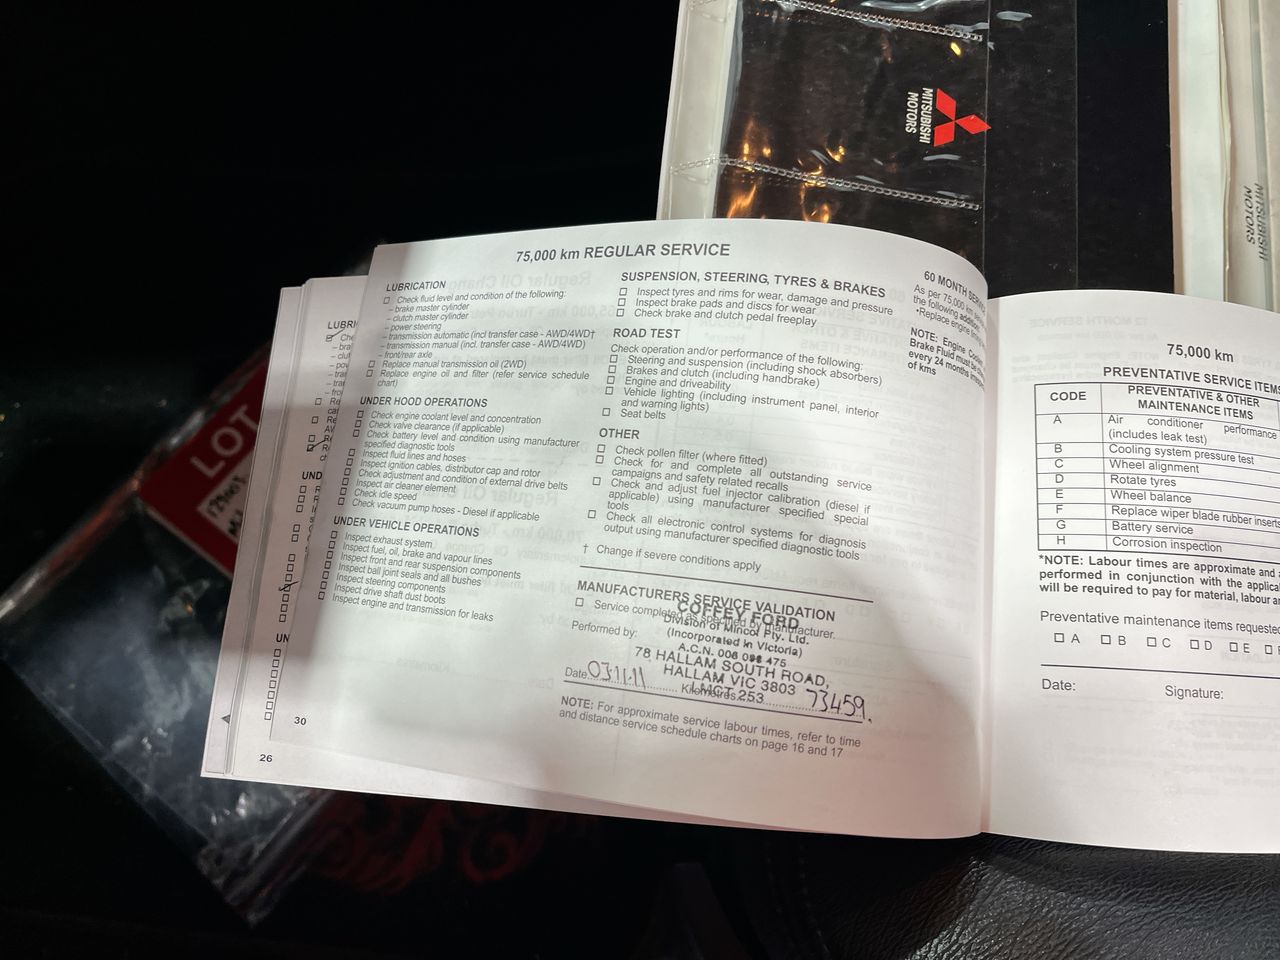 MITSUBISHI
MOTORS
MITSUBISHI
MOTORS
LOT
75,000 km REGULAR SERVICE
LUBRICATION
☐ Check fluid level and condition of the following:
– brake master cylinder
– clutch master cylinder
– power steering
– transmission automatic (incl transfer case - AWD/4WD†
– transmission manual (incl. transfer case - AWD/4WD)
– front/rear axle
☐ Replace manual transmission oil (2WD)
☐ Replace engine oil and filter (refer service schedule
chart)
UNDER HOOD OPERATIONS
☐ Check engine coolant level and concentration
☐ Check valve clearance (if applicable)
☐ Check battery level and condition using manufacturer
specified diagnostic tools
☐ Inspect fluid lines and hoses
☐ Inspect ignition cables, distributor cap and rotor
☐ Check adjustment and condition of external drive belts
☐ Inspect air cleaner element
☐ Check idle speed
☐ Check vacuum pump hoses - Diesel if applicable
UNDER VEHICLE OPERATIONS
☐ Inspect exhaust system
☐ Inspect fuel, oil, brake and vapour lines
☐ Inspect front and rear suspension components
☐ Inspect ball joint seals and all bushes
☐ Inspect steering components
☐ Inspect drive shaft dust boots
☐ Inspect engine and transmission for leaks
30
26
SUSPENSION, STEERING, TYRES & BRAKES
☐ Inspect tyres and rims for wear, damage and pressure
☐ Inspect brake pads and discs for wear
☐ Check brake and clutch pedal freeplay
ROAD TEST
Check operation and/or performance of the following:
☐ Steering and suspension (including shock absorbers)
☐ Brakes and clutch (including handbrake)
☐ Engine and driveability
☐ Vehicle lighting (including instrument panel, interior
and warning lights)
☐ Seat belts
OTHER
☐ Check pollen filter (where fitted)
☐ Check for and complete all outstanding service
campaigns and safety related recalls
☐ Check and adjust fuel injector calibration (diesel if
applicable) using manufacturer specified special
tools
☐ Check all electronic control systems for diagnosis
output using manufacturer specified diagnostic tools
† Change if severe conditions apply
MANUFACTURERS SERVICE VALIDATION
☐ Service completed as specified by manufacturer.
Performed by:
COFFEY FORD
Division of Mincol Pty. Ltd.
(Incorporated in Victoria)
A.C.N. 006 098 475
78 HALLAM SOUTH ROAD,
HALLAM VIC 3803
LMCT 253
Date 03.11.11 Kilometres 73459.
NOTE: For approximate service labour times, refer to time
and distance service schedule charts on page 16 and 17
60 MONTH
As per 75,000 km
the following
•Replace engine
NOTE: Engine
Brake Fluid must be
every 24 months
of kms
75,000 km
PREVENTATIVE SERVICE ITEMS
CODE
PREVENTATIVE & OTHER
MAINTENANCE ITEMS
A Air conditioner performance
(includes leak test)
B Cooling system pressure test
C Wheel alignment
D Rotate tyres
E Wheel balance
F Replace wiper blade rubber inserts
G Battery service
H Corrosion inspection
*NOTE: Labour times are approximate and
performed in conjunction with the
will be required to pay for material, labour
Preventative maintenance items requested
☐ A ☐ B ☐ C ☐ D ☐ E ☐
Date: Signature: